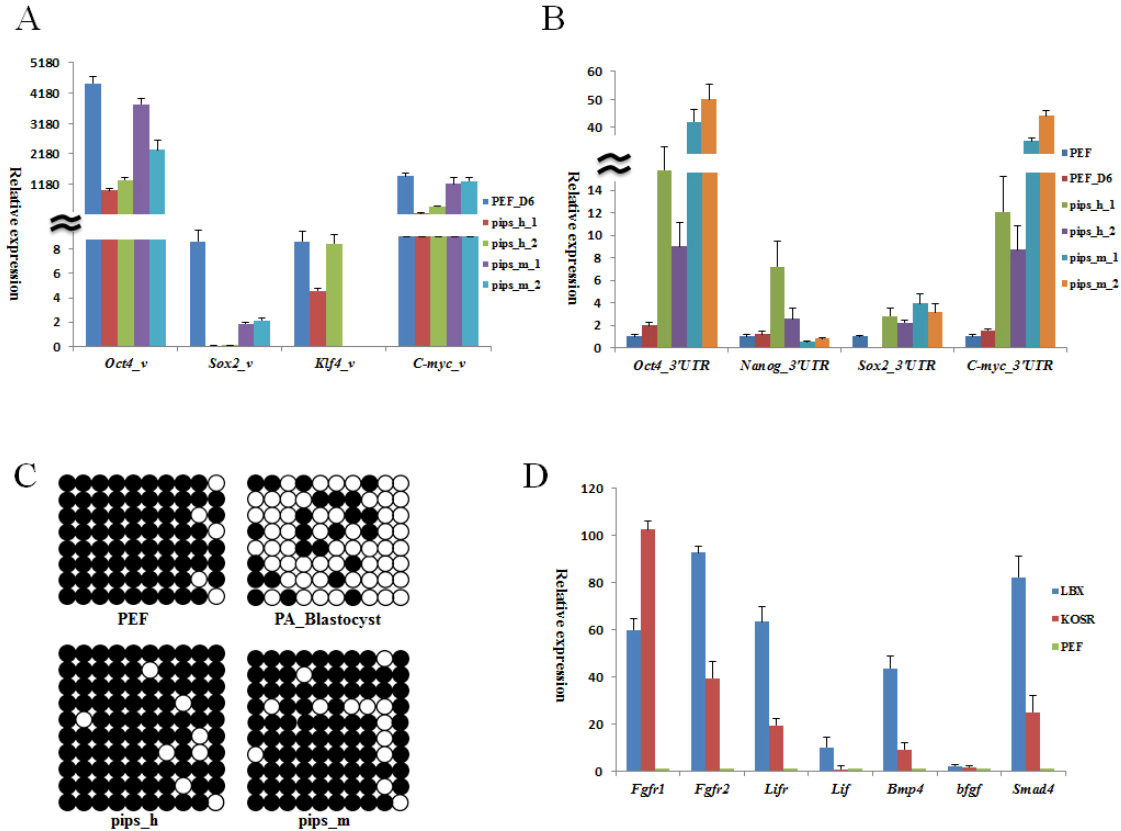 A
Relative expression
5180
4180
3180
2180
1180
8
6
4
2
0
Oct4_v
Sox2_v
Klf4_v
C-myc_v
PEF_D6
pips_h_1
pips_h_2
pips_m_1
pips_m_2
B
Relative expression
60
50
40
14
12
10
8
6
4
2
0
Oct4_3'UTR
Nanog_3'UTR
Sox2_3'UTR
C-myc_3'UTR
PEF
PEF_D6
pips_h_1
pips_h_2
pips_m_1
pips_m_2
C
PEF
PA_Blastocyst
pips_h
pips_m
D
Relative expression
120
100
80
60
40
20
0
Fgfr1
Fgfr2
Lifr
Lif
Bmp4
bfgf
Smad4
LBX
KOSR
PEF